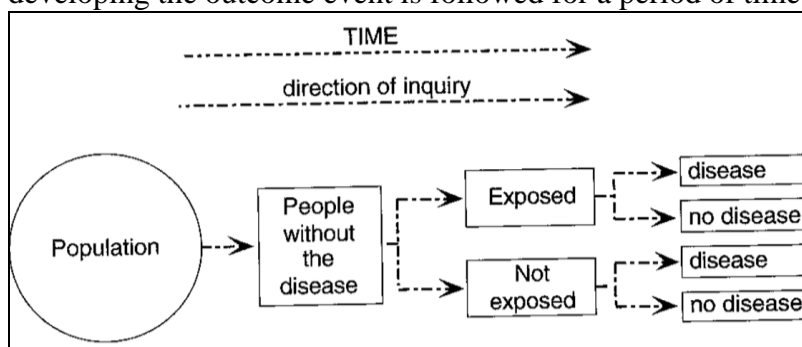 developing the outcome event is followed for a period of time
TIME
direction of inquiry
Population
People
without
the
disease
Exposed
disease
no disease
Not
exposed
disease
no disease